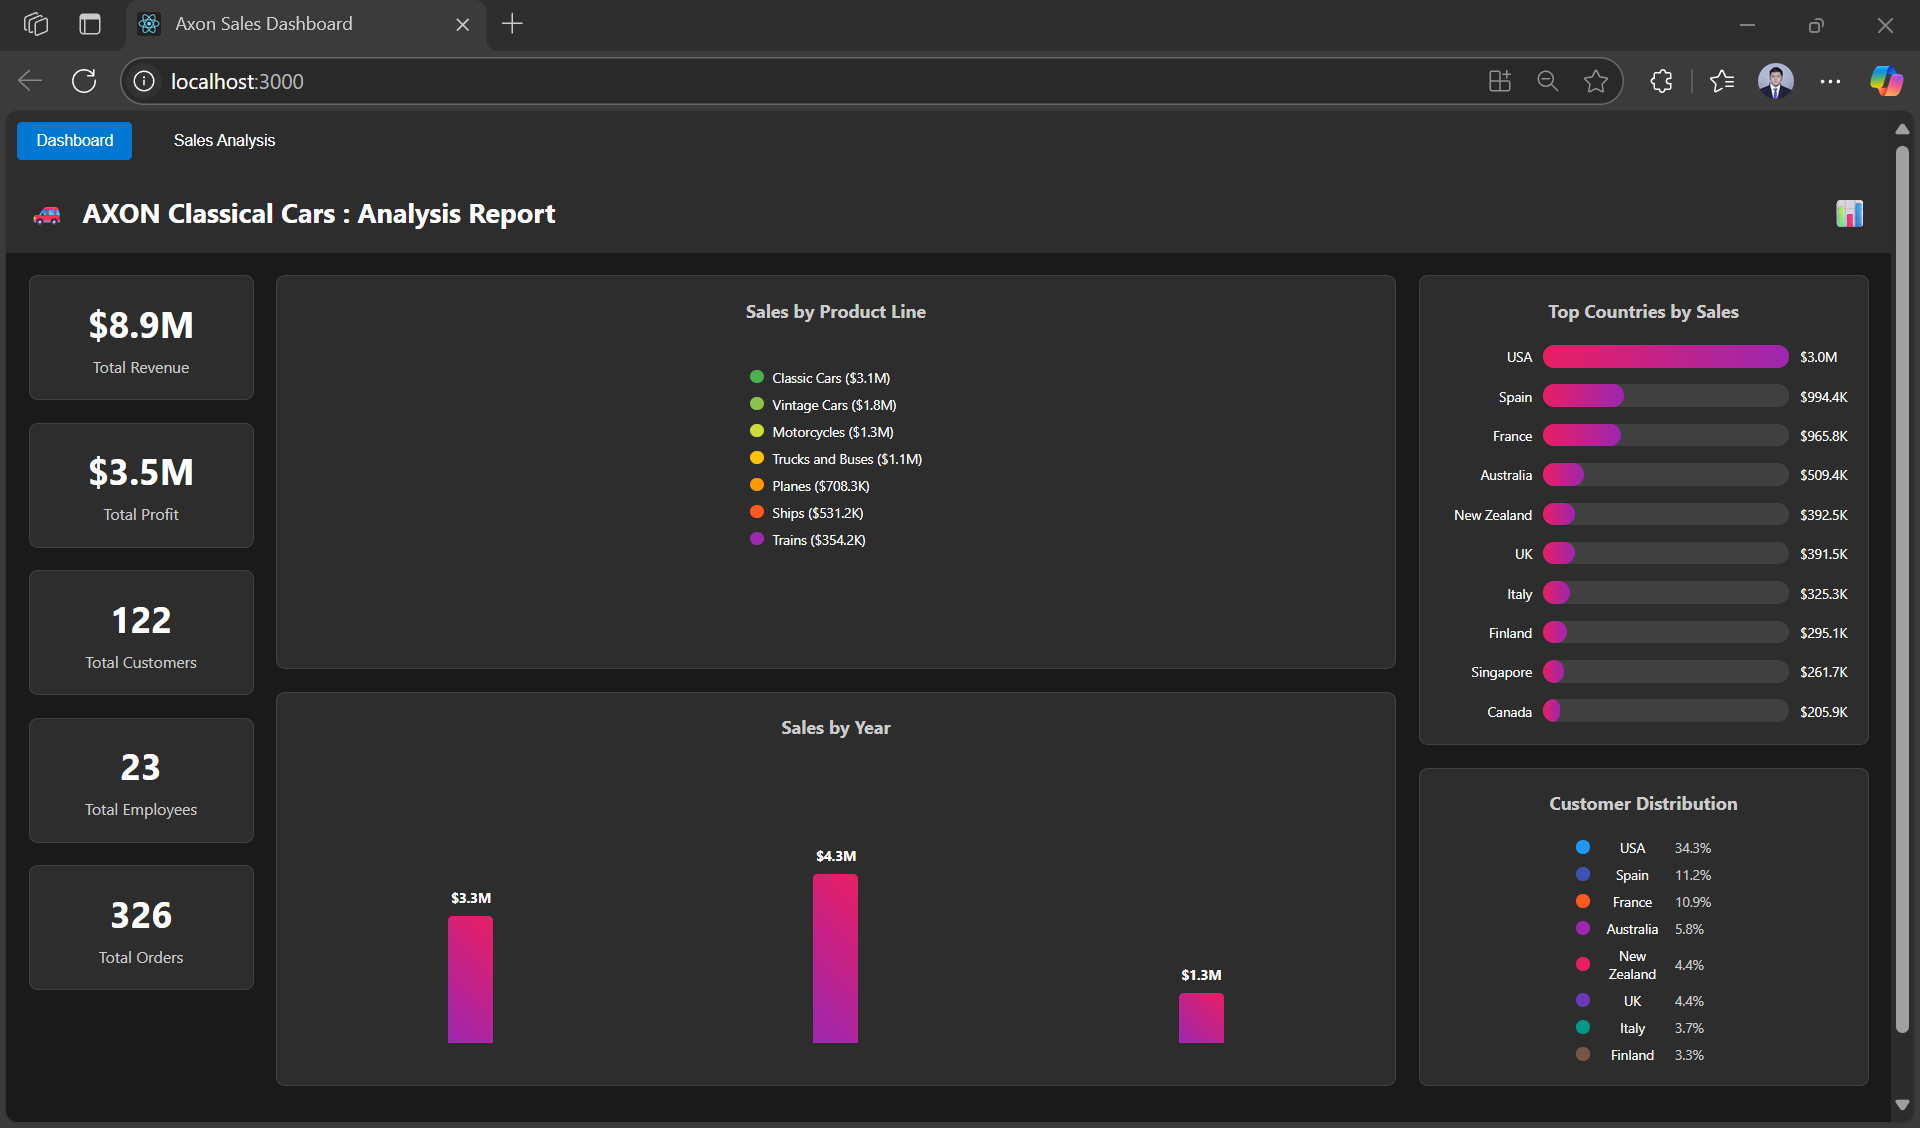 Axon Sales Dashboard
localhost:3000
Dashboard
Sales Analysis
AXON Classical Cars : Analysis Report
$8.9M
Total Revenue
$3.5M
Total Profit
122
Total Customers
23
Total Employees
326
Total Orders
Sales by Product Line
Classic Cars ($3.1M)
Vintage Cars ($1.8M)
Motorcycles ($1.3M)
Trucks and Buses ($1.1M)
Planes ($708.3K)
Ships ($531.2K)
Trains ($354.2K)
Sales by Year
$3.3M
$4.3M
$1.3M
Top Countries by Sales
USA $3.0M
Spain $994.4K
France $965.8K
Australia $509.4K
New Zealand $392.5K
UK $391.5K
Italy $325.3K
Finland $295.1K
Singapore $261.7K
Canada $205.9K
Customer Distribution
USA 34.3%
Spain 11.2%
France 10.9%
Australia 5.8%
New
Zealand 4.4%
UK 4.4%
Italy 3.7%
Finland 3.3%